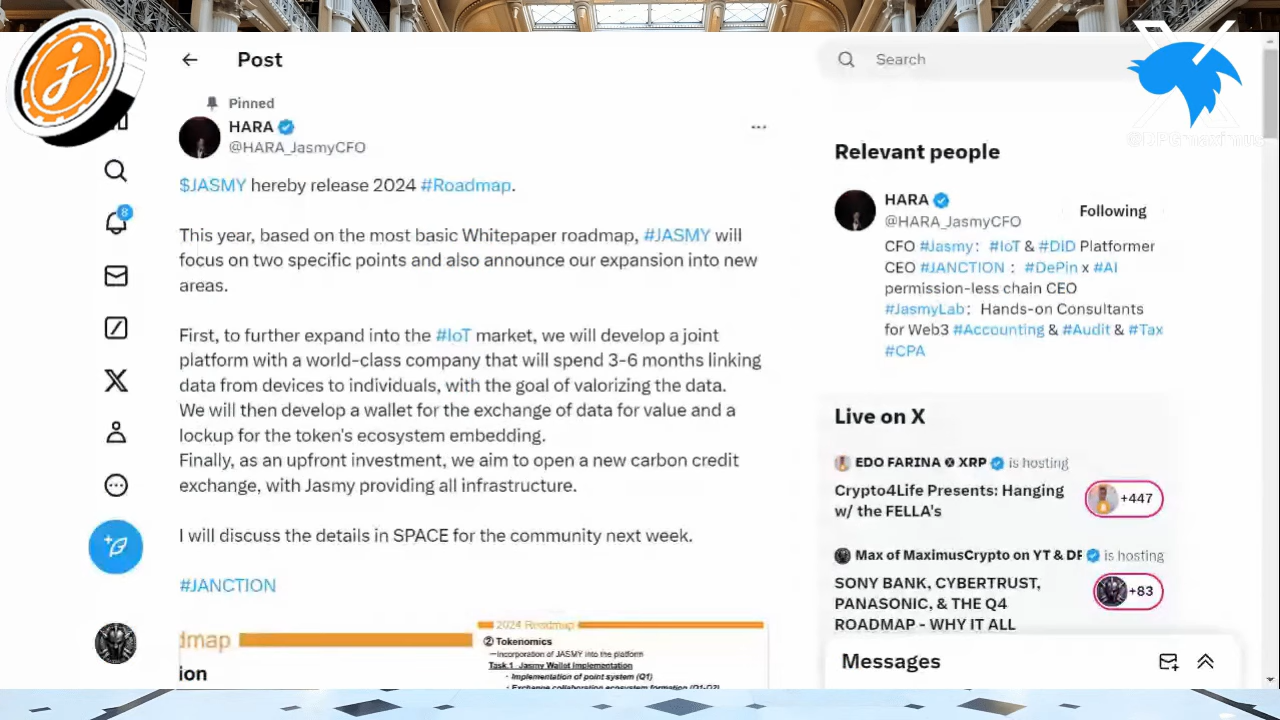 Post
Search
@DPGmaximus
Pinned
HARA
@HARA_JasmyCFO
$JASMY hereby release 2024 #Roadmap.
This year, based on the most basic Whitepaper roadmap, #JASMY will
focus on two specific points and also announce our expansion into new
areas.
First, to further expand into the #IoT market, we will develop a joint
platform with a world-class company that will spend 3-6 months linking
data from devices to individuals, with the goal of valorizing the data.
We will then develop a wallet for the exchange of data for value and a
lockup for the token's ecosystem embedding.
Finally, as an upfront investment, we aim to open a new carbon credit
exchange, with Jasmy providing all infrastructure.
I will discuss the details in SPACE for the community next week.
#JANCTION
dmap
ion
2024 Roadmap
② Tokenomics
—Incorporation of JASMY into the platform
Task.1 Jasmy Wallet Implementation
· Implementation of point system (Q1)
· Exchange collaboration ecosystem formation (Q1-Q2)
8
Relevant people
HARA
@HARA_JasmyCFO
Following
CFO #Jasmy： #IoT & #DID Platformer
CEO #JANCTION： #DePin x #AI
permission-less chain CEO
#JasmyLab：Hands-on Consultants
for Web3 #Accounting & #Audit & #Tax
#CPA
Live on X
EDO FARINA XRP is hosting
Crypto4Life Presents: Hanging
w/ the FELLA's
+447
Max of MaximusCrypto on YT & DF is hosting
SONY BANK, CYBERTRUST,
PANASONIC, & THE Q4
ROADMAP - WHY IT ALL
+83
Messages